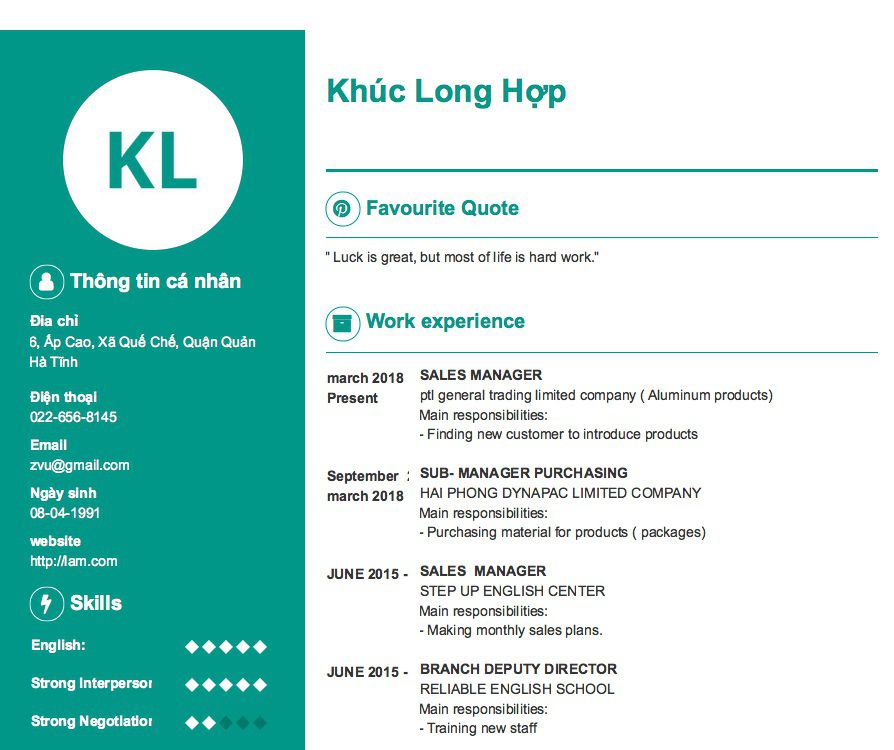 KL
Thông tin cá nhân
Địa chỉ
6, Ấp Cao, Xã Quế Chế, Quận Quản
Hà Tĩnh
Điện thoại
022-656-8145
Email
zvu@gmail.com
Ngày sinh
08-04-1991
website
http://lam.com
Skills
English:
Strong Interpersor
Strong Negotiatior
Khúc Long Hợp
Favourite Quote
" Luck is great, but most of life is hard work."
Work experience
march 2018
Present
SALES MANAGER
ptl general trading limited company ( Aluminum products)
Main responsibilities:
- Finding new customer to introduce products
September
march 2018
SUB- MANAGER PURCHASING
HAI PHONG DYNAPAC LIMITED COMPANY
Main responsibilities:
- Purchasing material for products ( packages)
JUNE 2015 -
SALES MANAGER
STEP UP ENGLISH CENTER
Main responsibilities:
- Making monthly sales plans.
JUNE 2015 -
BRANCH DEPUTY DIRECTOR
RELIABLE ENGLISH SCHOOL
Main responsibilities:
- Training new staff